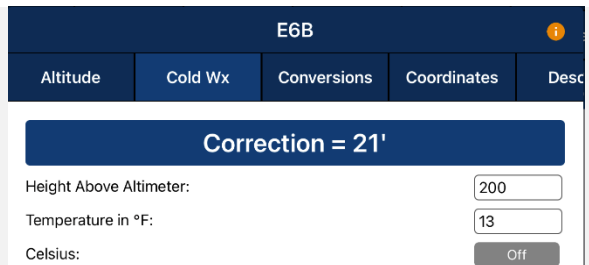 E6B
i
Altitude Cold Wx Conversions Coordinates Desc
Correction = 21'
Height Above Altimeter: 200
Temperature in °F: 13
Celsius: Off